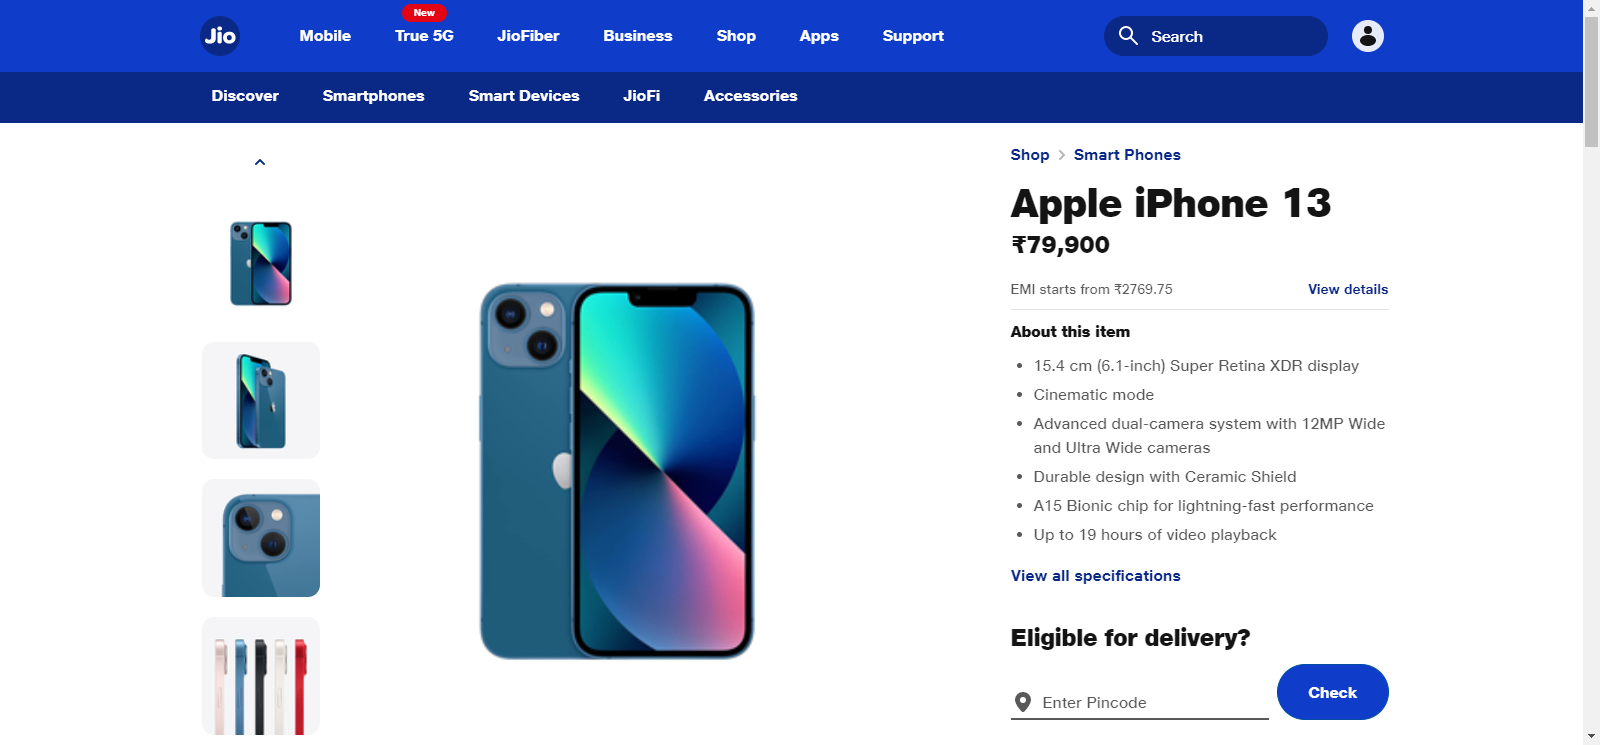 New
Jio
Mobile
True 5G
JioFiber
Business
Shop
Apps
Support
Search
Discover
Smartphones
Smart Devices
JioFi
Accessories
Shop > Smart Phones
Apple iPhone 13
₹79,900
EMI starts from ₹2769.75
View details
About this item
• 15.4 cm (6.1-inch) Super Retina XDR display
• Cinematic mode
• Advanced dual-camera system with 12MP Wide
and Ultra Wide cameras
• Durable design with Ceramic Shield
• A15 Bionic chip for lightning-fast performance
• Up to 19 hours of video playback
View all specifications
Eligible for delivery?
Enter Pincode
Check